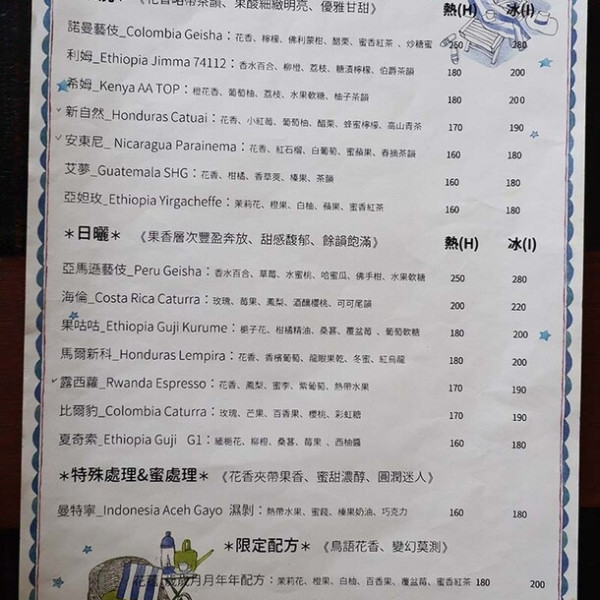 《花香略帶茶韻、果酸細緻明亮、優雅甘甜》 熱(H) 冰(I)
諾曼藝伎_Colombia Geisha：花香、檸檬、佛利蒙柑、醋栗、蜜香紅茶、炒糖蜜 250 280
利姆_Ethiopia Jimma 74112：香水百合、柳橙、荔枝、糖漬檸檬、伯爵茶韻 180 200
希姆_Kenya AA TOP：橙花香、葡萄柚、荔枝、水果軟糖、柚子茶韻 180 200
新自然_Honduras Catuai：花香、小紅莓、葡萄柚、醋栗、蜂蜜檸檬、高山青茶 170 190
安東尼_ Nicaragua Parainema：花香、紅石榴、白葡萄、蜜蘋果、春摘茶韻 160 180
艾夢_Guatemala SHG：花香、柑橘、香草莢、榛果、茶韻 160 180
亞妲玫_Ethiopia Yirgacheffe：茉莉花、橙果、白柚、蘋果、蜜香紅茶 160 180
＊日曬＊ 《果香層次豐盈奔放、甜感馥郁、餘韻飽滿》 熱(H) 冰(I)
亞馬遜藝伎_Peru Geisha：香水百合、草莓、水蜜桃、哈蜜瓜、佛手柑、水果軟糖 250 280
海倫_Costa Rica Caturra：玫瑰、莓果、鳳梨、酒釀櫻桃、可可尾韻 200 220
果咕咕_Ethiopia Guji Kurume：梔子花、柑橘精油、桑葚、覆盆莓、葡萄軟糖 180 200
馬爾新科_Honduras Lempira：花香、香檳葡萄、龍眼果乾、冬蜜、紅烏龍 180 200
露西蘿_Rwanda Espresso：花香、鳳梨、蜜李、紫葡萄、熱帶水果 170 190
比爾豹_Colombia Caturra：玫瑰、芒果、百香果、櫻桃、彩虹糖 170 190
夏奇索_Ethiopia Guji G1：緬梔花、柳橙、桑葚、莓果、西柚醬 160 180
＊特殊處理&蜜處理＊ 《花香夾帶果香、蜜甜濃醇、圓潤迷人》
曼特寧_Indonesia Aceh Gayo 濕剝：熱帶水果、蜜餞、榛果奶油、巧克力 160 180
＊限定配方＊ 《鳥語花香、變幻莫測》
歲歲月月年年配方：茉莉花、橙果、白柚、百香果、覆盆莓、蜜香紅茶 180 200